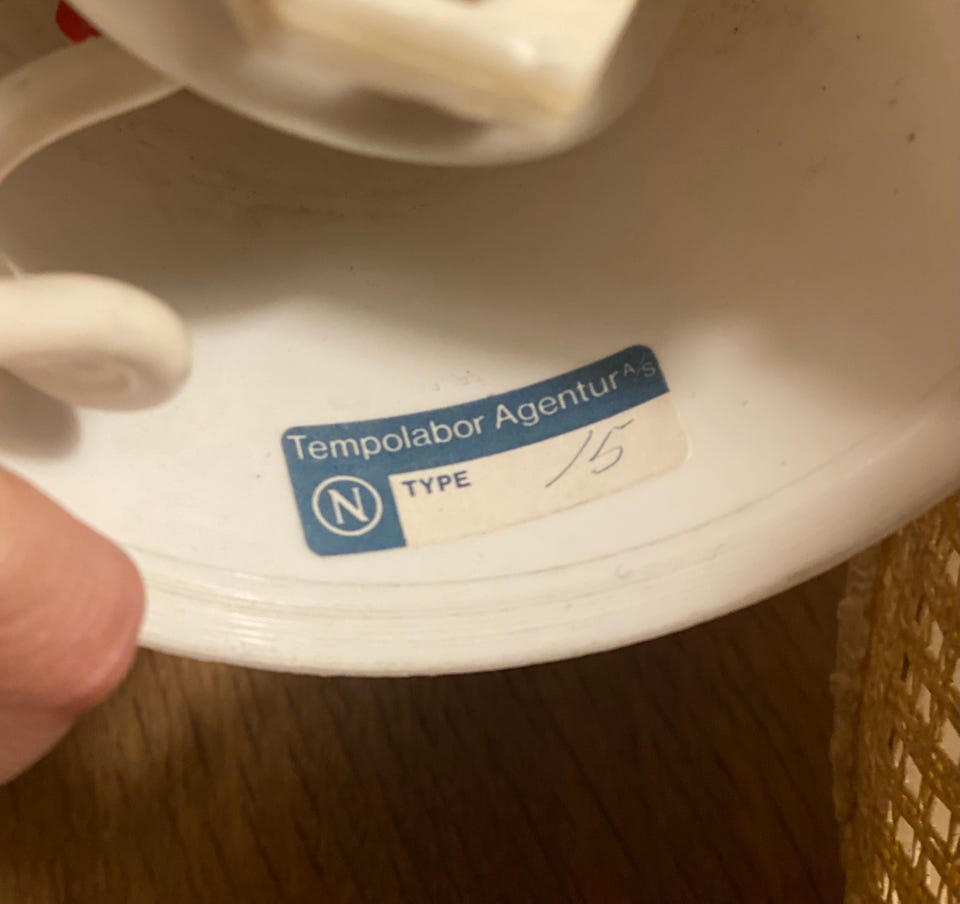 Tempolabor Agentur A/S
N TYPE 15